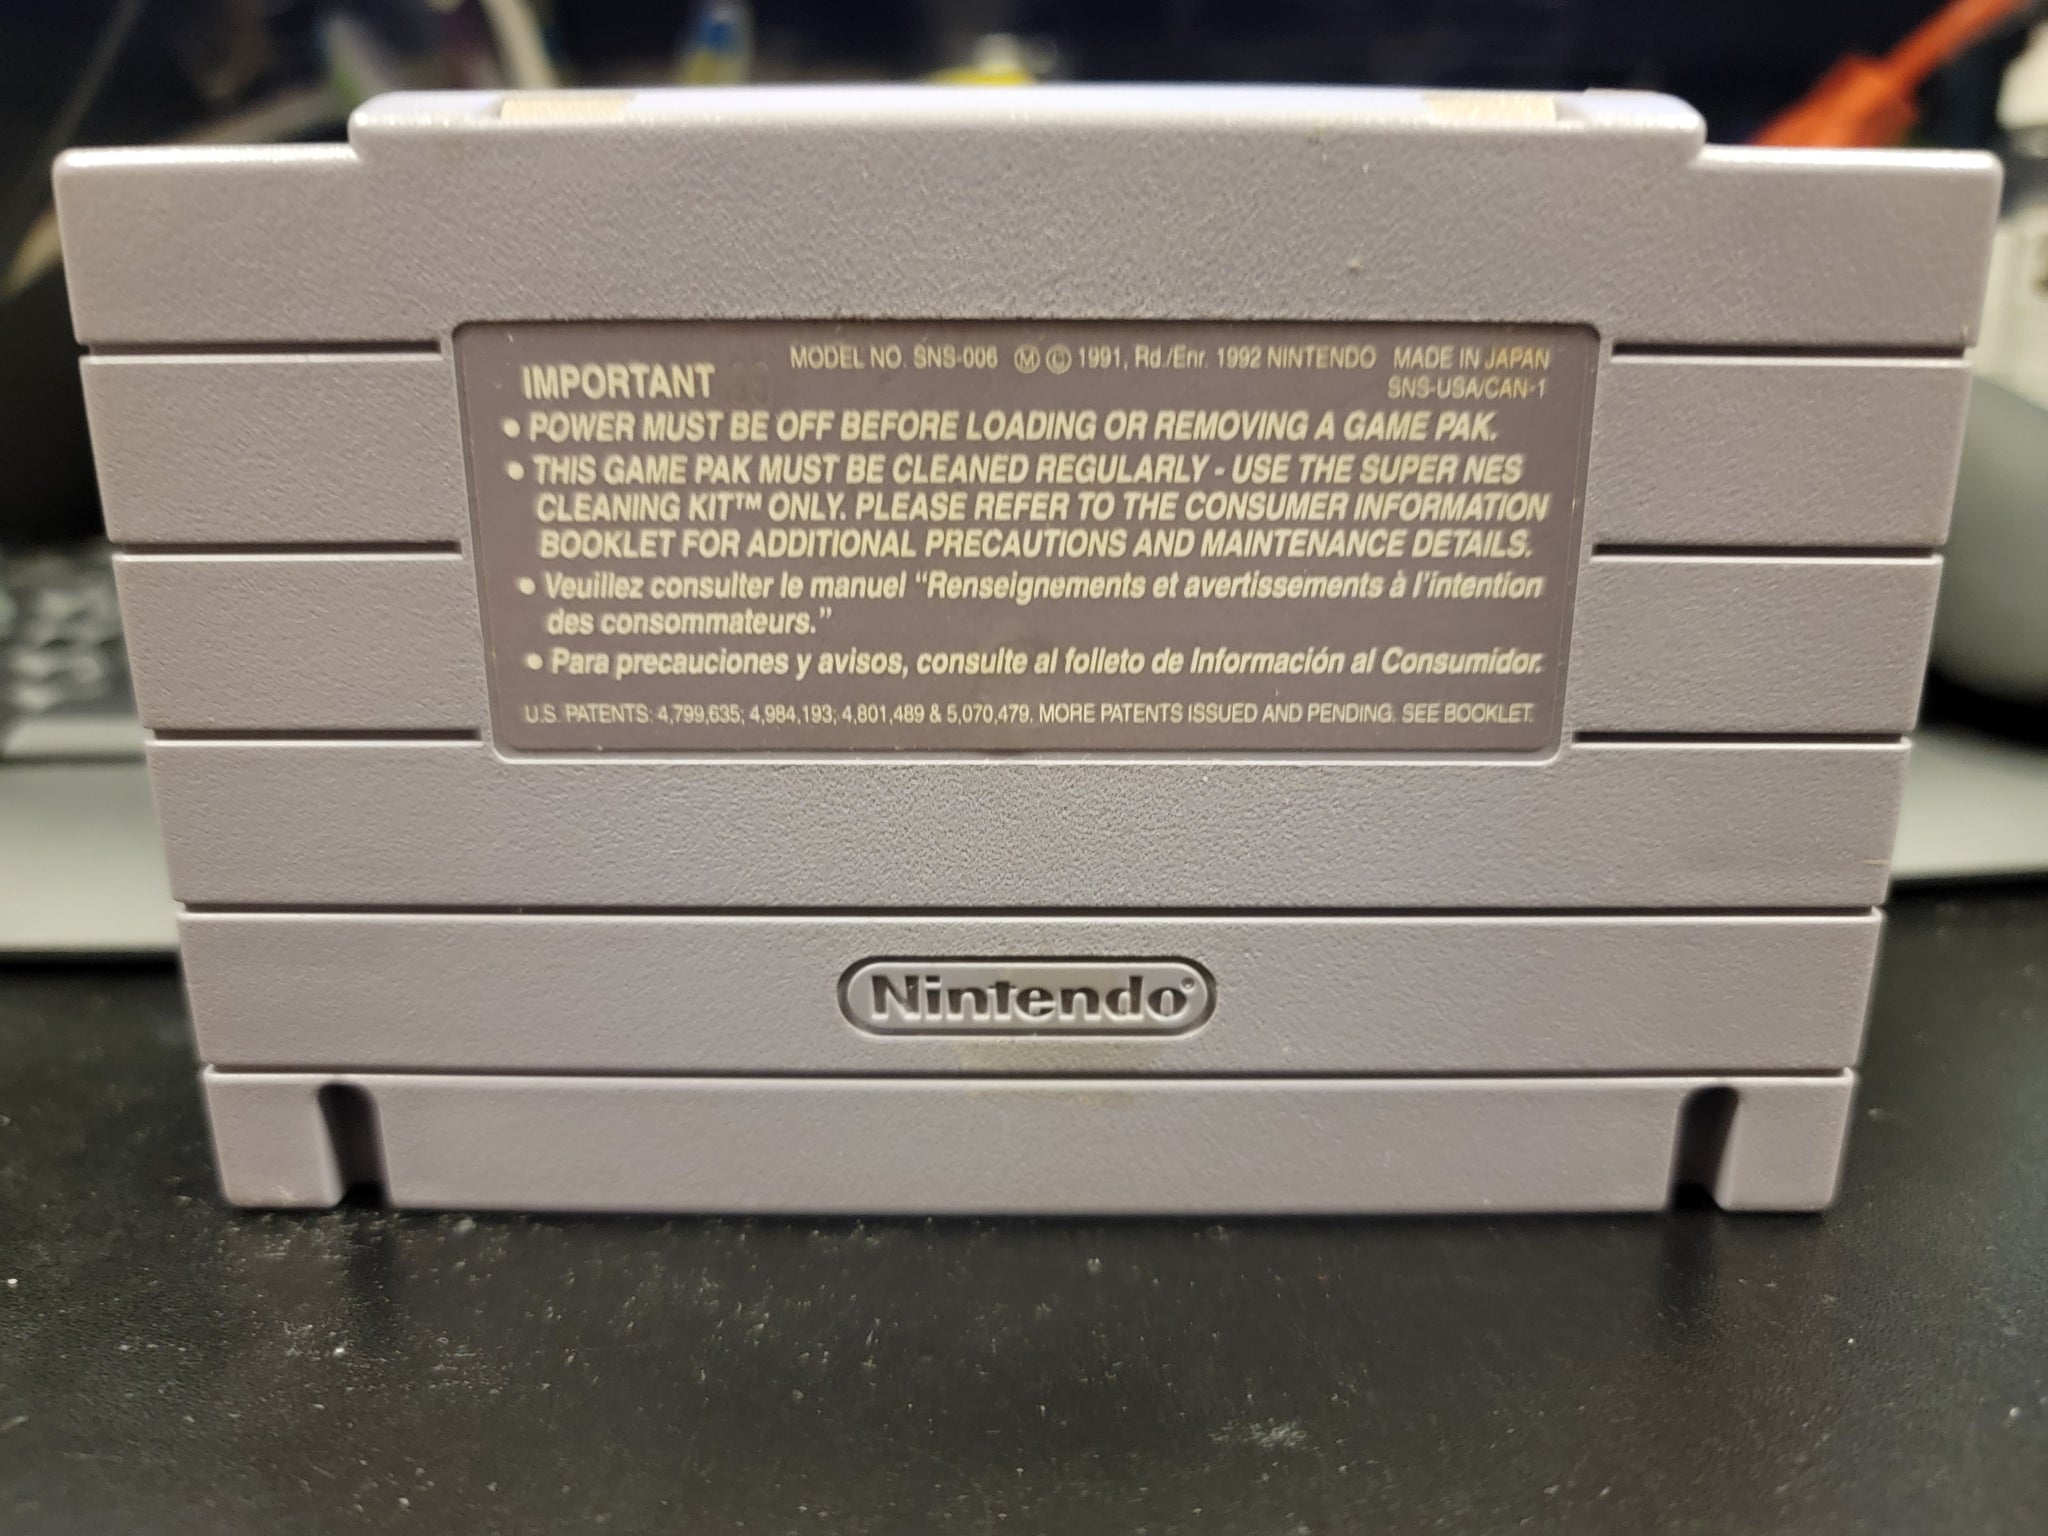 MODEL NO. SNS-006 Ⓜ © 1991, Rd./Enr. 1992 NINTENDO MADE IN JAPAN
IMPORTANT
SNS-USA/CAN-1
• POWER MUST BE OFF BEFORE LOADING OR REMOVING A GAME PAK.
• THIS GAME PAK MUST BE CLEANED REGULARLY - USE THE SUPER NES
CLEANING KIT™ ONLY. PLEASE REFER TO THE CONSUMER INFORMATION
BOOKLET FOR ADDITIONAL PRECAUTIONS AND MAINTENANCE DETAILS.
• Veuillez consulter le manuel “Renseignements et avertissements à l’intention
des consommateurs.”
• Para precauciones y avisos, consulte al folleto de Información al Consumidor.
U.S. PATENTS: 4,799,635; 4,984,193; 4,801,489 & 5,070,479. MORE PATENTS ISSUED AND PENDING. SEE BOOKLET.
Nintendo®